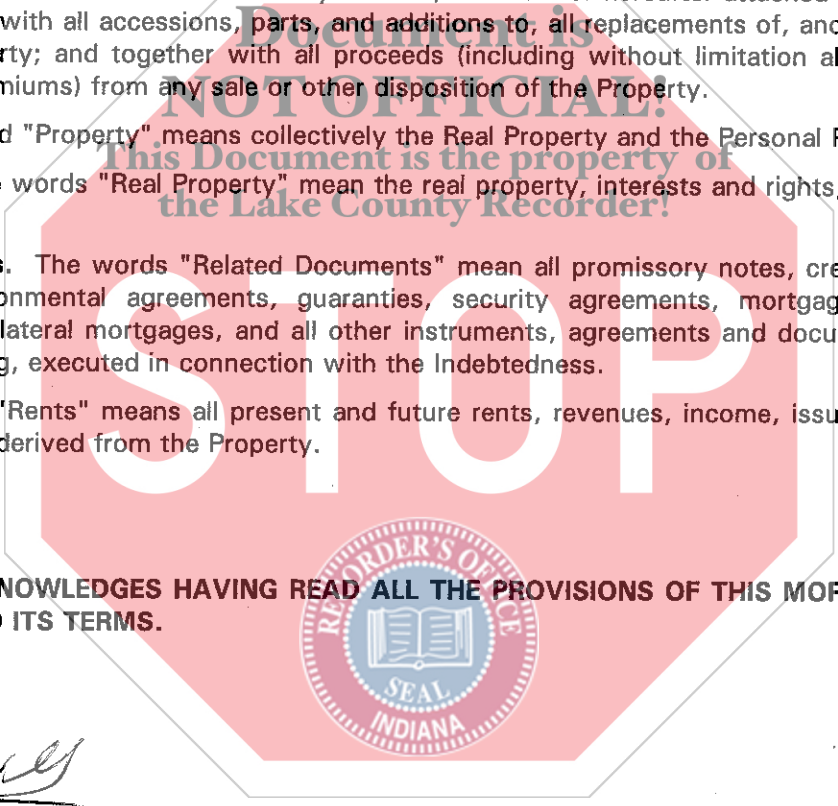 hereafter attached
with all accessions, parts, and additions to, all replacements of, and
rty; and together with all proceeds (including without limitation al
niums) from any sale or other disposition of the Property.
d "Property" means collectively the Real Property and the Personal P
words "Real Property" mean the real property, interests and rights,
s. The words "Related Documents" mean all promissory notes, cre
onmental agreements, guaranties, security agreements, mortgag
lateral mortgages, and all other instruments, agreements and docu
g, executed in connection with the Indebtedness.
"Rents" means all present and future rents, revenues, income, issu
derived from the Property.
NOWLEDGES HAVING READ ALL THE PROVISIONS OF THIS MOR
ITS TERMS.
Document is
NOT OFFICIAL!
This Document is the property of
the Lake County Recorder!
STOP
RECORDER'S OFFICE
SEAL
INDIANA